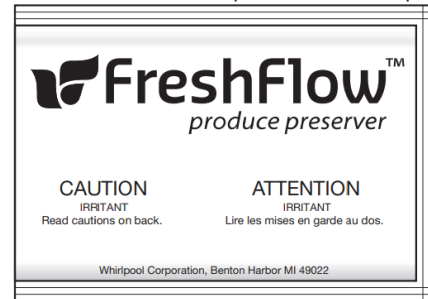 FreshFlow™
produce preserver
CAUTION
IRRITANT
Read cautions on back.
ATTENTION
IRRITANT
Lire les mises en garde au dos.
Whirlpool Corporation, Benton Harbor MI 49022